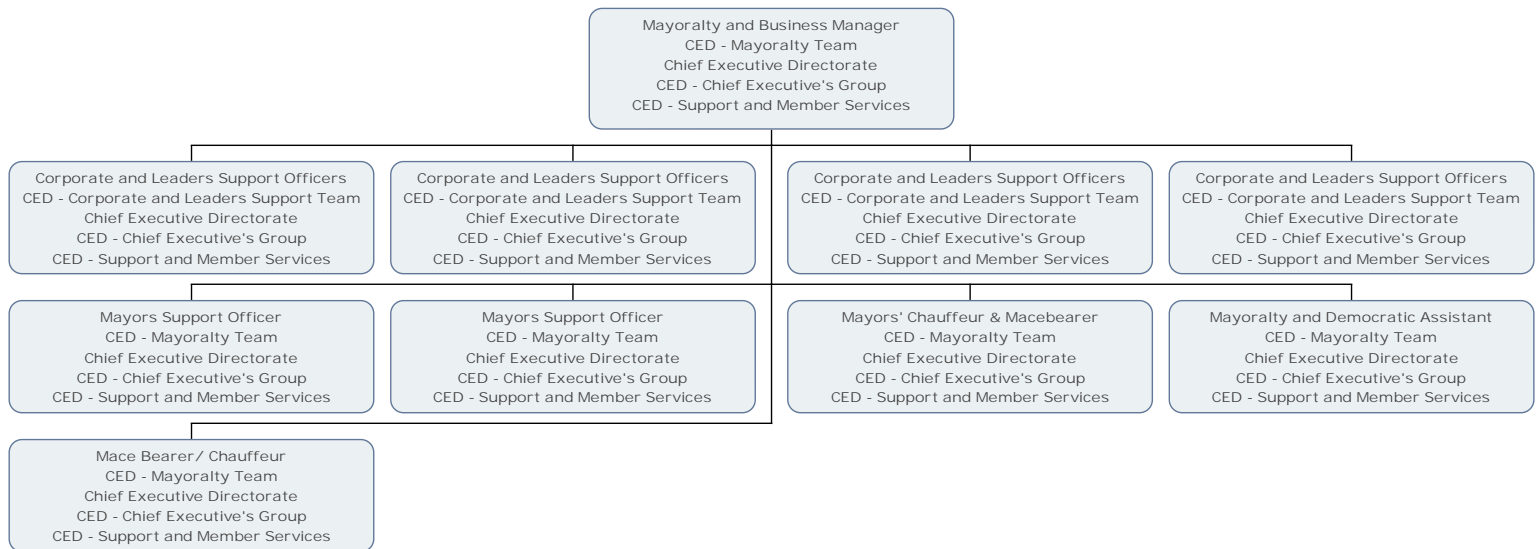 Mayoralty and Business Manager
CED - Mayoralty Team
Chief Executive Directorate
CED - Chief Executive's Group
CED - Support and Member Services
Corporate and Leaders Support Officers
CED - Corporate and Leaders Support Team
Chief Executive Directorate
CED - Chief Executive's Group
CED - Support and Member Services
Corporate and Leaders Support Officers
CED - Corporate and Leaders Support Team
Chief Executive Directorate
CED - Chief Executive's Group
CED - Support and Member Services
Corporate and Leaders Support Officers
CED - Corporate and Leaders Support Team
Chief Executive Directorate
CED - Chief Executive's Group
CED - Support and Member Services
Corporate and Leaders Support Officers
CED - Corporate and Leaders Support Team
Chief Executive Directorate
CED - Chief Executive's Group
CED - Support and Member Services
Mayors Support Officer
CED - Mayoralty Team
Chief Executive Directorate
CED - Chief Executive's Group
CED - Support and Member Services
Mayors Support Officer
CED - Mayoralty Team
Chief Executive Directorate
CED - Chief Executive's Group
CED - Support and Member Services
Mayors' Chauffeur & Macebearer
CED - Mayoralty Team
Chief Executive Directorate
CED - Chief Executive's Group
CED - Support and Member Services
Mayoralty and Democratic Assistant
CED - Mayoralty Team
Chief Executive Directorate
CED - Chief Executive's Group
CED - Support and Member Services
Mace Bearer/ Chauffeur
CED - Mayoralty Team
Chief Executive Directorate
CED - Chief Executive's Group
CED - Support and Member Services